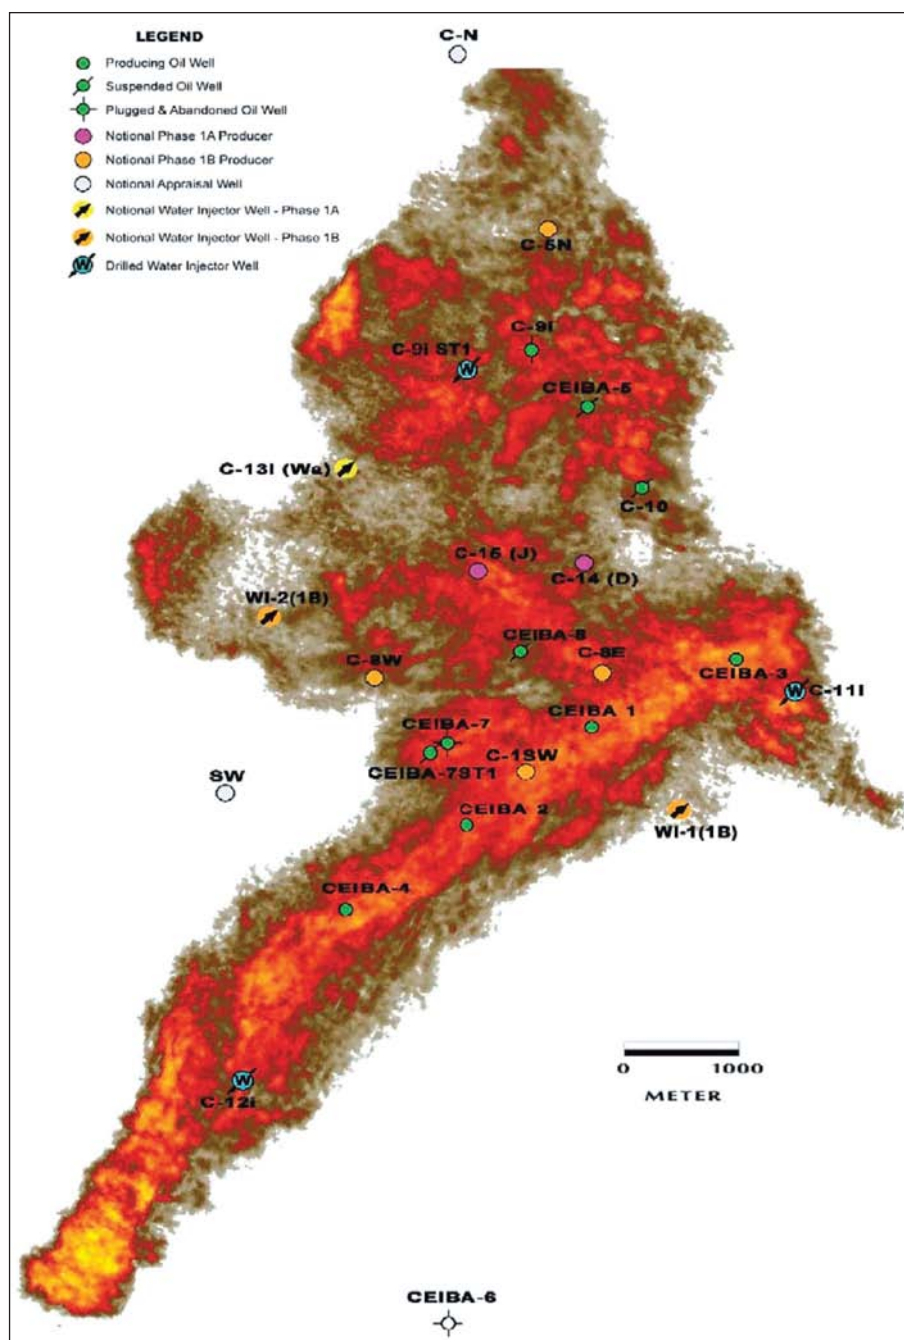 LEGEND
Producing Oil Well
Suspended Oil Well
Plugged & Abandoned Oil Well
Notional Phase 1A Producer
Notional Phase 1B Producer
Notional Appraisal Well
Notional Water Injector Well - Phase 1A
Notional Water Injector Well - Phase 1B
W Drilled Water Injector Well
C-N
C-5N
C-9I
C-9i ST1
W
CEIBA-5
C-13I (Wa)
C-10
C-15 (J)
C-14 (D)
WI-2(1B)
CEIBA-8
C-8E
C-8W
CEIBA-3
W C-11I
CEIBA 1
CEIBA-7
C-1SW
CEIBA-7ST1
SW
CEIBA 2
WI-1(1B)
CEIBA-4
W
C-12i
0 1000
METER
CEIBA-6